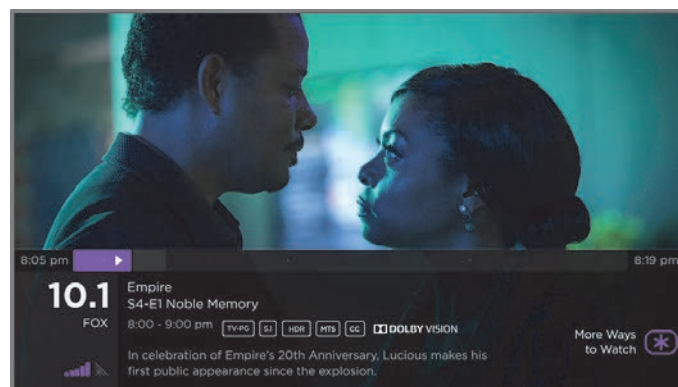 8:05 pm
8:19 pm
10.1
FOX
Empire
S4-E1 Noble Memory
8:00 - 9:00 pm TV-PG 5.1 HDR MTS CC DOLBY VISION
In celebration of Empire's 20th Anniversary, Lucious makes his
first public appearance since the explosion.
More Ways
to Watch